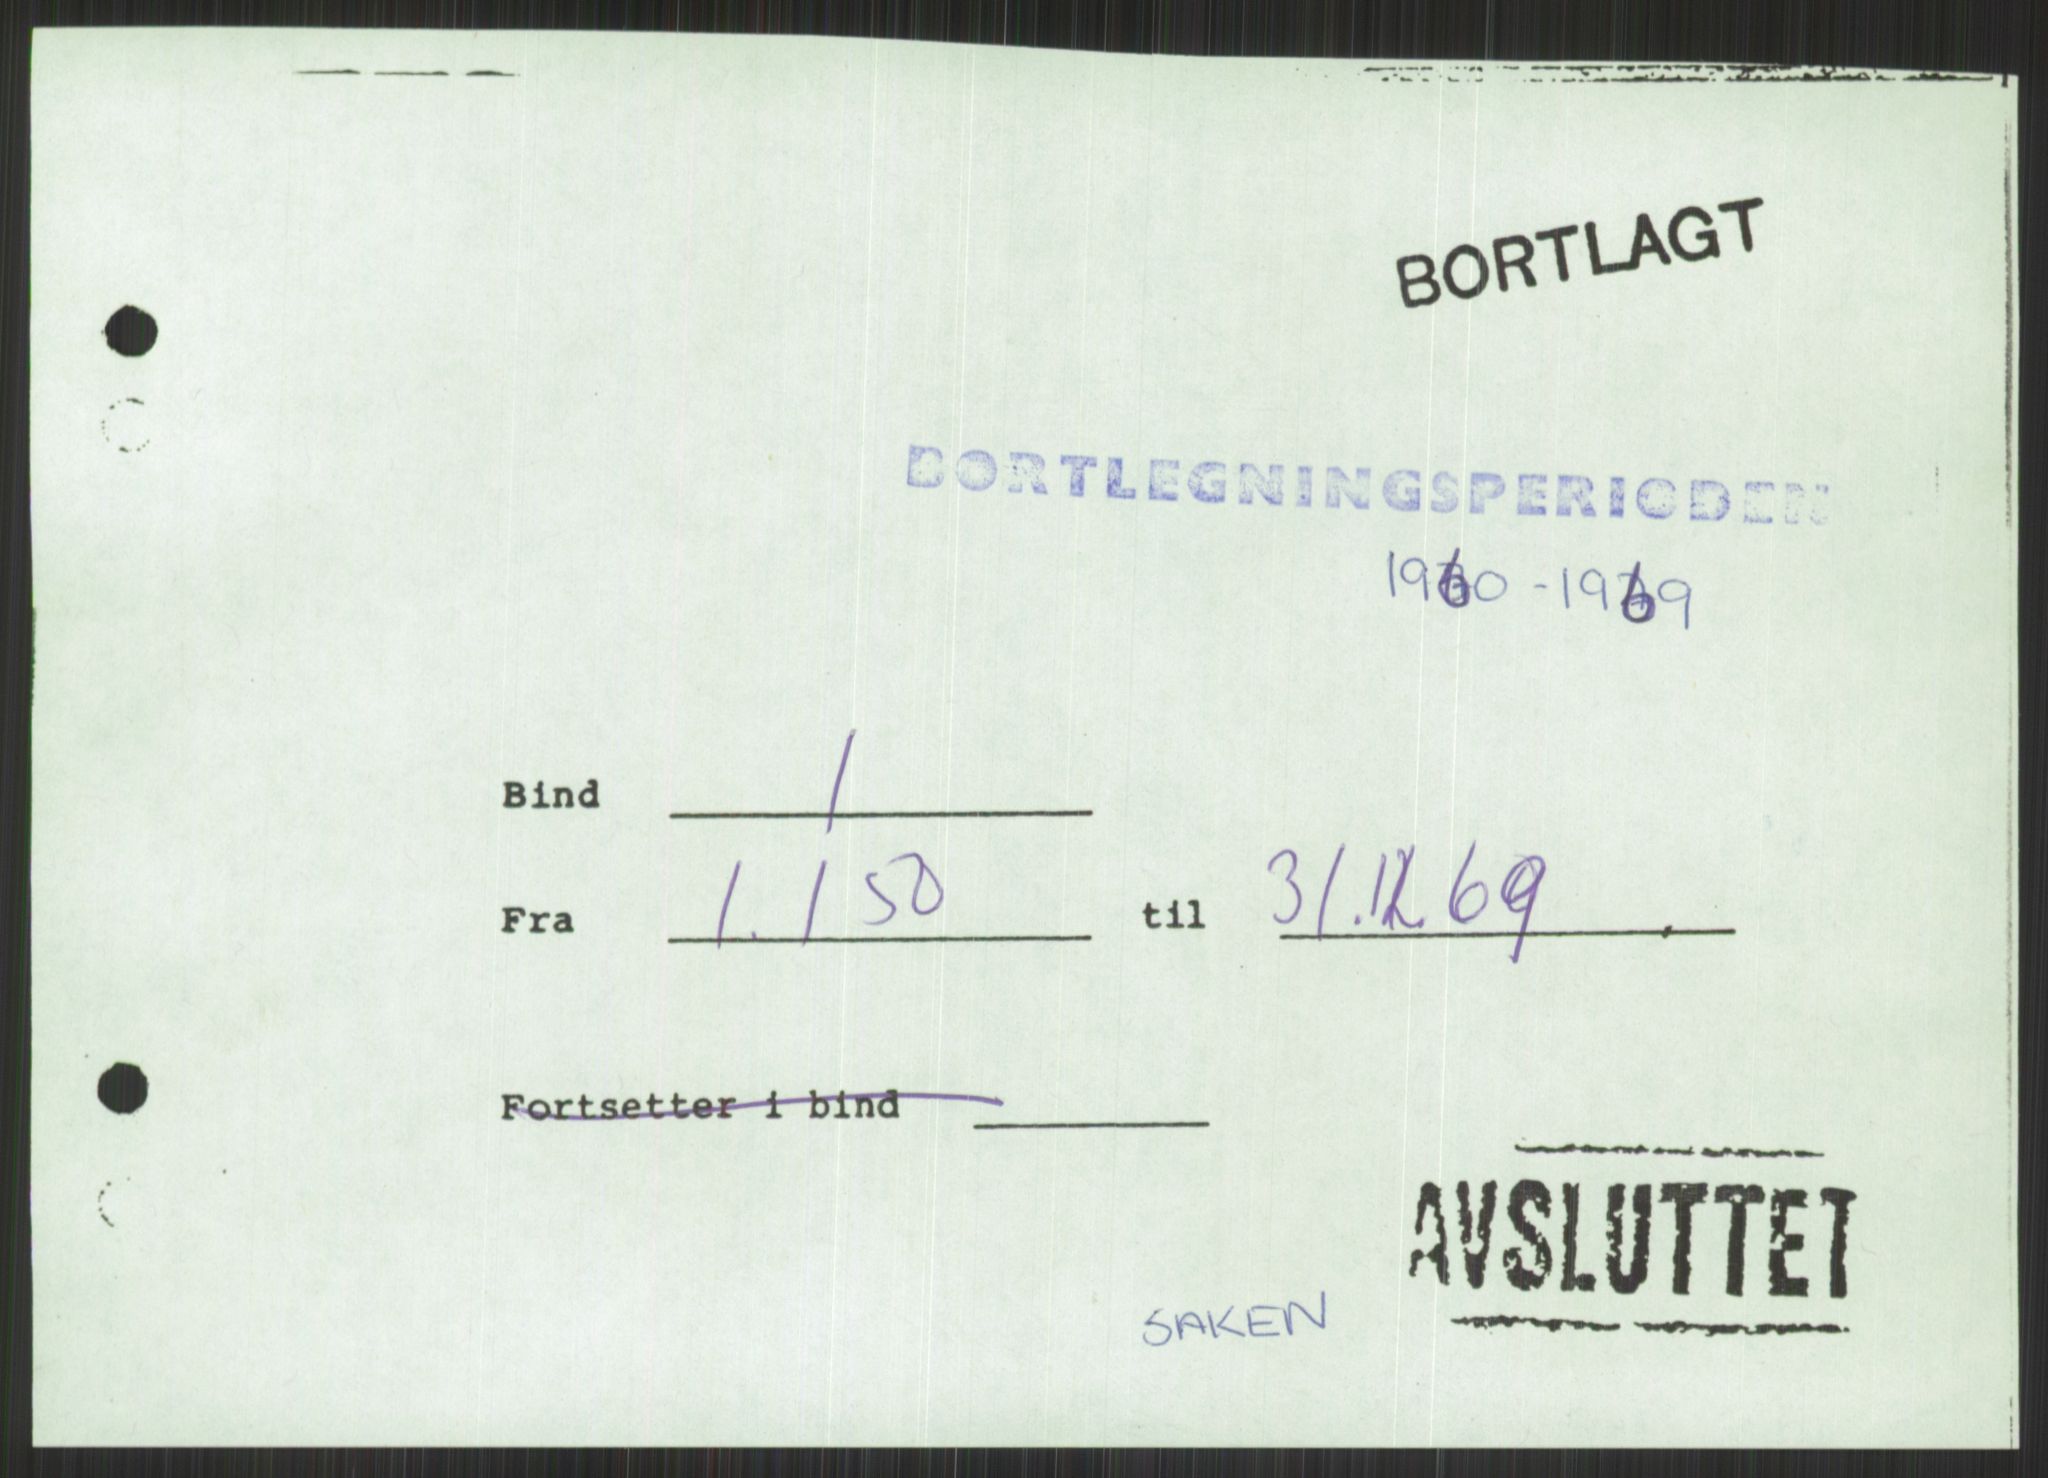 BORTLAGT
BORTLEGNINGSPERIODEN
1960 - 1969
Bind 1
Fra 1. 1 50 til 31.12.69
Fortsetter i bind
AVSLUTTET
SAKEN